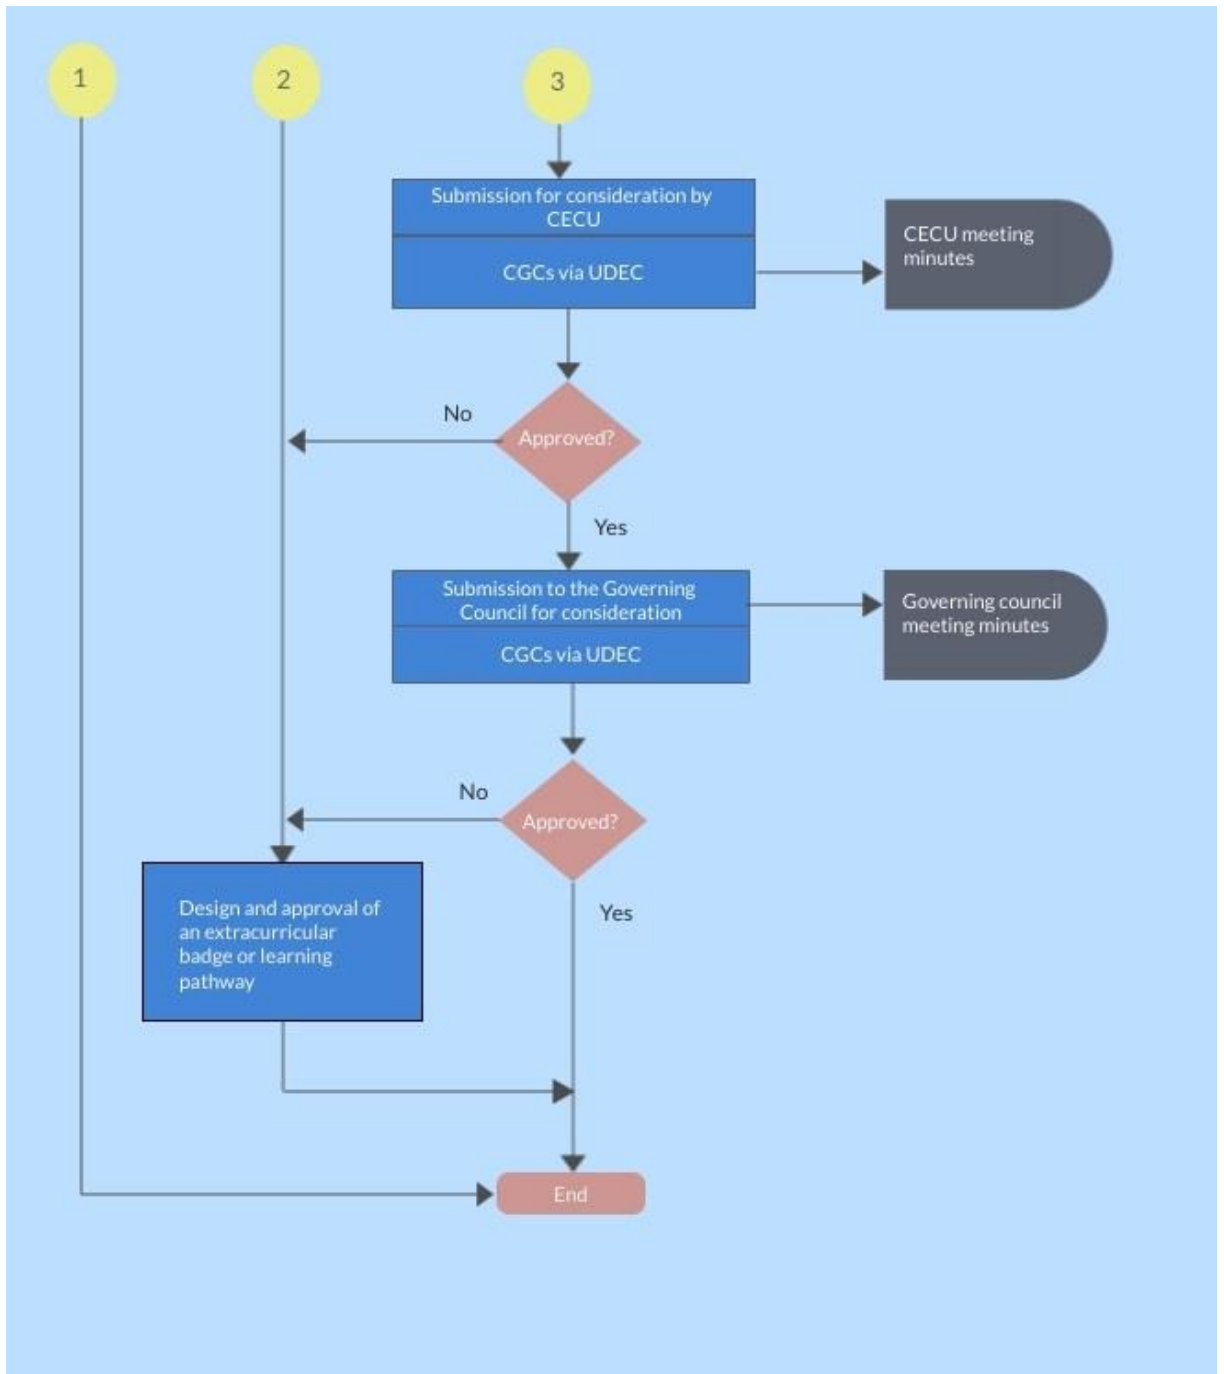 1
2
3
Submission for consideration by
CECU
CGCs via UDEC
CECU meeting
minutes
No
Approved?
Yes
Submission to the Governing
Council for consideration
CGCs via UDEC
Governing council
meeting minutes
No
Approved?
Yes
Design and approval of
an extracurricular
badge or learning
pathway
End